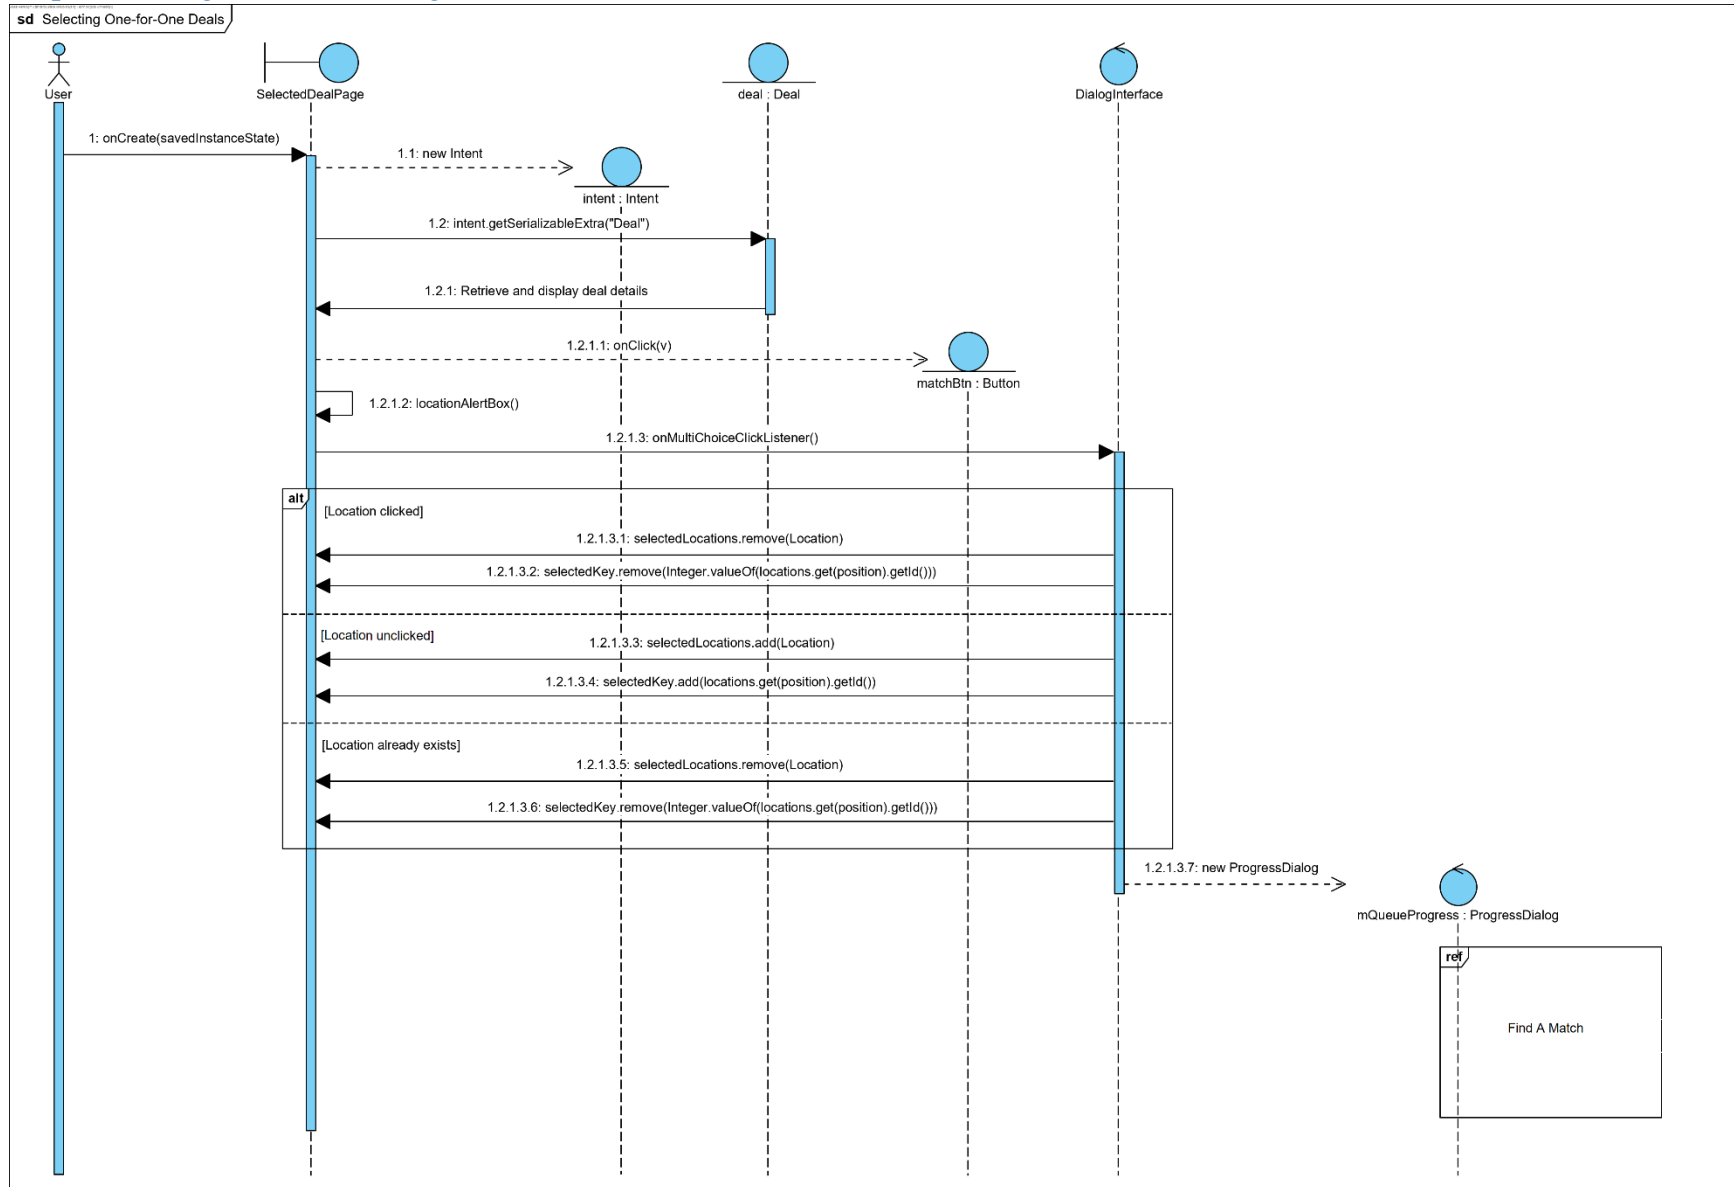 sd Selecting One-for-One Deals
User
SelectedDealPage
deal : Deal
DialogInterface
1: onCreate(savedInstanceState)
1.1: new Intent
intent : Intent
1.2: intent.getSerializableExtra("Deal")
1.2.1: Retrieve and display deal details
1.2.1.1: onClick(v)
matchBtn : Button
1.2.1.2: locationAlertBox()
1.2.1.3: onMultiChoiceClickListener()
alt
[Location clicked]
1.2.1.3.1: selectedLocations.remove(Location)
1.2.1.3.2: selectedKey.remove(Integer.valueOf(locations.get(position).getId()))
[Location unclicked]
1.2.1.3.3: selectedLocations.add(Location)
1.2.1.3.4: selectedKey.add(locations.get(position).getId())
[Location already exists]
1.2.1.3.5: selectedLocations.remove(Location)
1.2.1.3.6: selectedKey.remove(Integer.valueOf(locations.get(position).getId()))
1.2.1.3.7: new ProgressDialog
mQueueProgress : ProgressDialog
ref
Find A Match